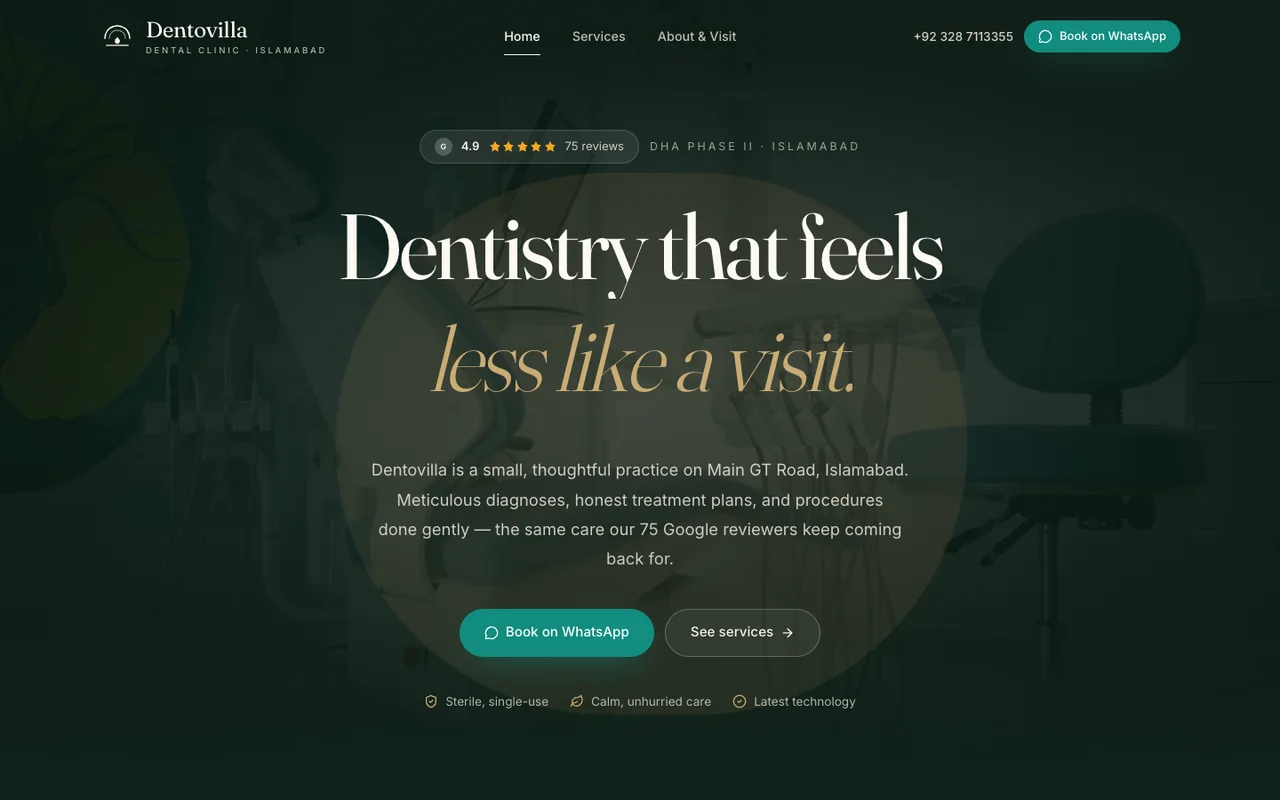 Dentovilla
DENTAL CLINIC · ISLAMABAD
Home
Services
About & Visit
+92 328 7113355
Book on WhatsApp
G 4.9 ★★★★★ 75 reviews
DHA PHASE II · ISLAMABAD
Dentistry that feels
less like a visit.
Dentovilla is a small, thoughtful practice on Main GT Road, Islamabad.
Meticulous diagnoses, honest treatment plans, and procedures
done gently — the same care our 75 Google reviewers keep coming
back for.
Book on WhatsApp
See services →
Sterile, single-use
Calm, unhurried care
Latest technology